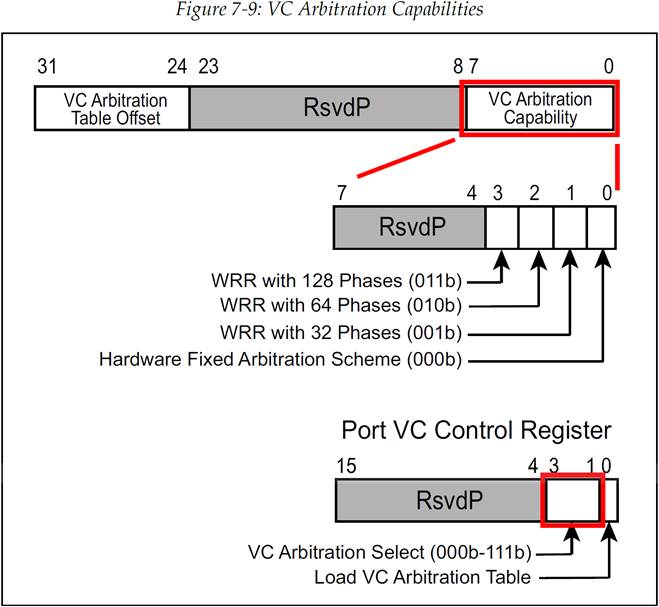 Figure 7-9: VC Arbitration Capabilities
31 24 23 8 7 0
VC Arbitration
Table Offset
RsvdP
VC Arbitration
Capability
7 4 3 2 1 0
RsvdP
WRR with 128 Phases (011b)
WRR with 64 Phases (010b)
WRR with 32 Phases (001b)
Hardware Fixed Arbitration Scheme (000b)
Port VC Control Register
15 4 3 1 0
RsvdP
VC Arbitration Select (000b-111b)
Load VC Arbitration Table